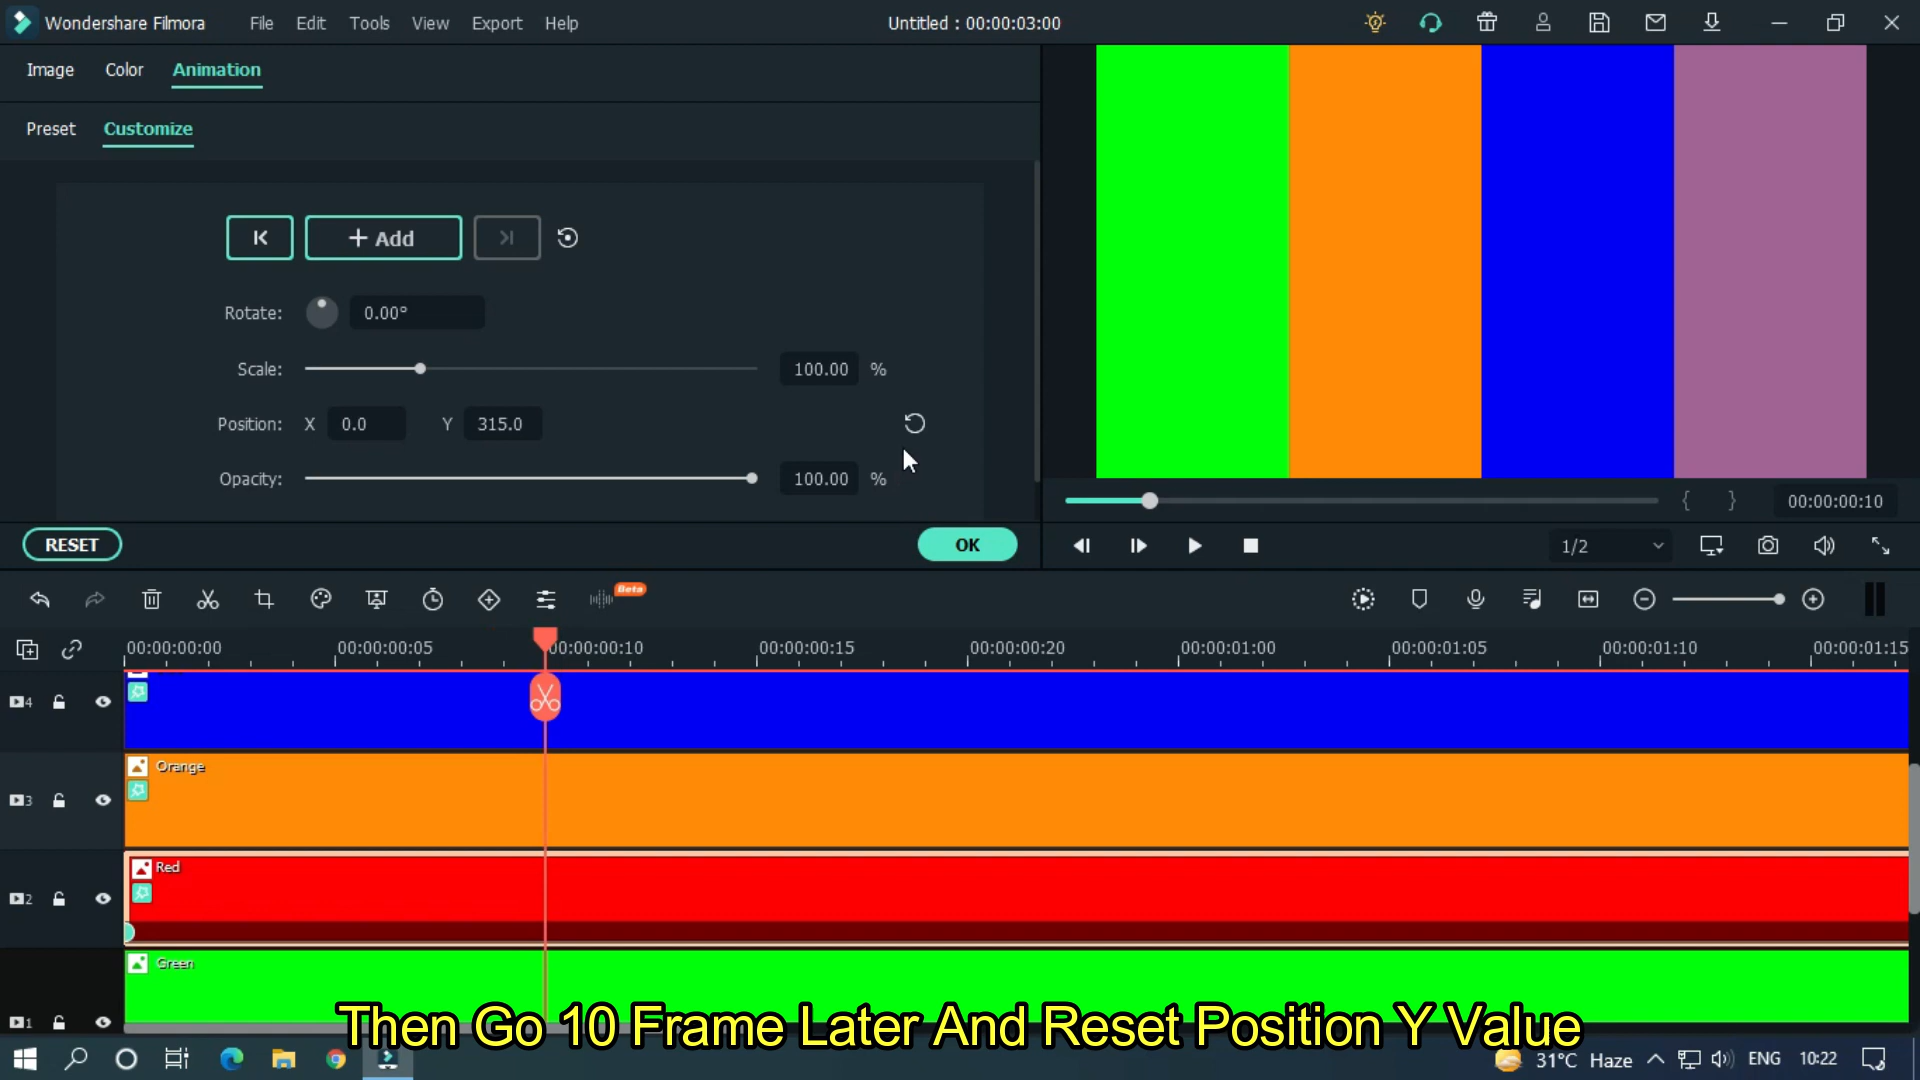 Wondershare Filmora File Edit Tools View Export Help Untitled : 00:00:03:00
Image Color Animation
Preset Customize
+ Add
Rotate: 0.00°
Scale: 100.00 %
Position: X 0.0 Y 315.0
Opacity: 100.00 %
00:00:00:10
RESET OK
1/2
Beta
00:00:00:00 00:00:00:05 00:00:00:10 00:00:00:15 00:00:00:20 00:00:01:00 00:00:01:05 00:00:01:10 00:00:01:15
4
Orange
3
Red
2
Green
1
Then Go 10 Frame Later And Reset Position Y Value
31°C Haze ENG 10:22